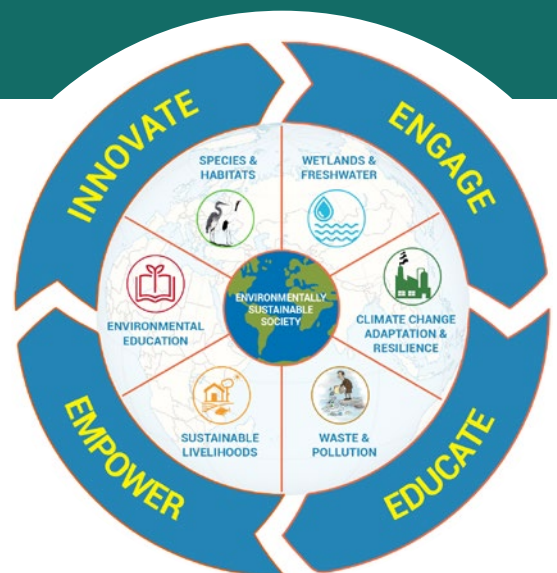 INNOVATE
ENGAGE
SPECIES &
HABITATS
WETLANDS &
FRESHWATER
ENVIRONMENTAL
EDUCATION
ENVIRONMENTALLY
SUSTAINABLE
SOCIETY
CLIMATE CHANGE
ADAPTATION &
RESILIENCE
SUSTAINABLE
LIVELIHOODS
WASTE &
POLLUTION
EMPOWER
EDUCATE